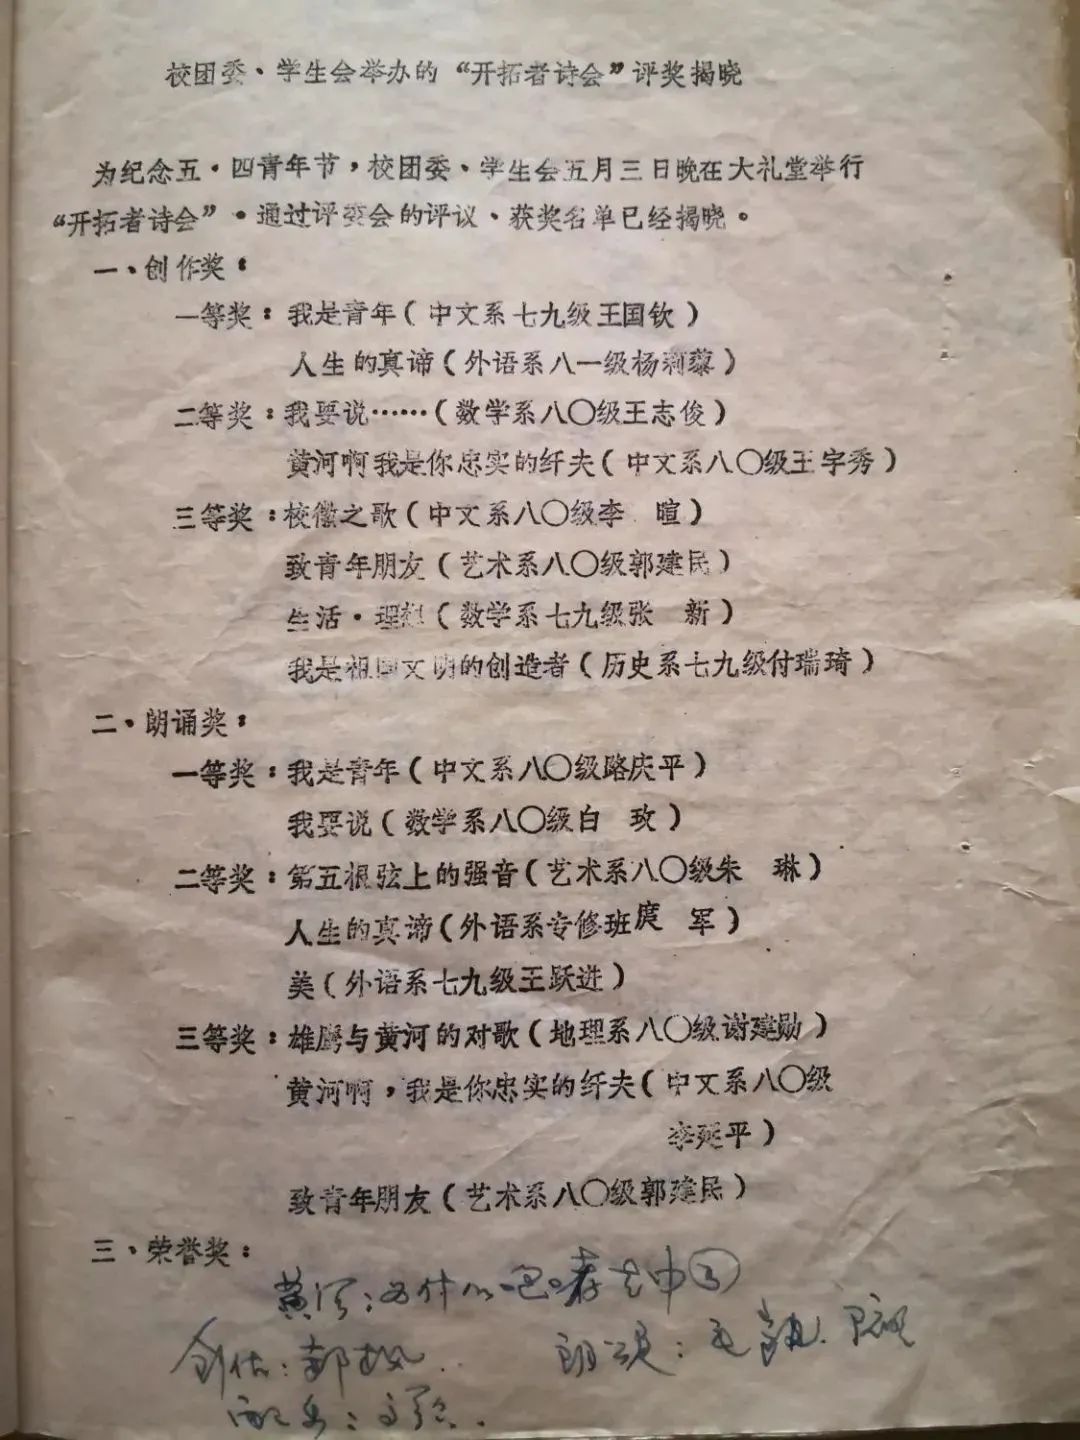 校团委、学生会举办的“开拓者诗会”评奖揭晓
为纪念五·四青年节，校团委、学生会五月三日晚在大礼堂举行
“开拓者诗会”·通过评委会的评议、获奖名单已经揭晓。
一、创作奖：
一等奖：我是青年（中文系七九级王国钦）
人生的真谛（外语系八一级杨莉藜）
二等奖：我要说……（数学系八〇级王志俊）
黄河啊我是你忠实的纤夫（中文系八〇级王字秀）
三等奖：校徽之歌（中文系八〇级李　暄）
致青年朋友（艺术系八〇级郭建民）
生活·理想（数学系七九级张　新）
我是祖国文明的创造者（历史系七九级付瑞琦）
二、朗诵奖：
一等奖：我是青年（中文系八〇级路庆平）
我要说（数学系八〇级白　玫）
二等奖：第五根弦上的强音（艺术系八〇级朱　琳）
人生的真谛（外语系专修班庹　军）
美（外语系七九级王跃进）
三等奖：雄鹰与黄河的对歌（地理系八〇级谢建勋）
黄河啊，我是你忠实的纤夫（中文系八〇级
李延平）
致青年朋友（艺术系八〇级郭建民）
三、荣誉奖：
黄河：为什么
创作：
朗诵：
配乐：